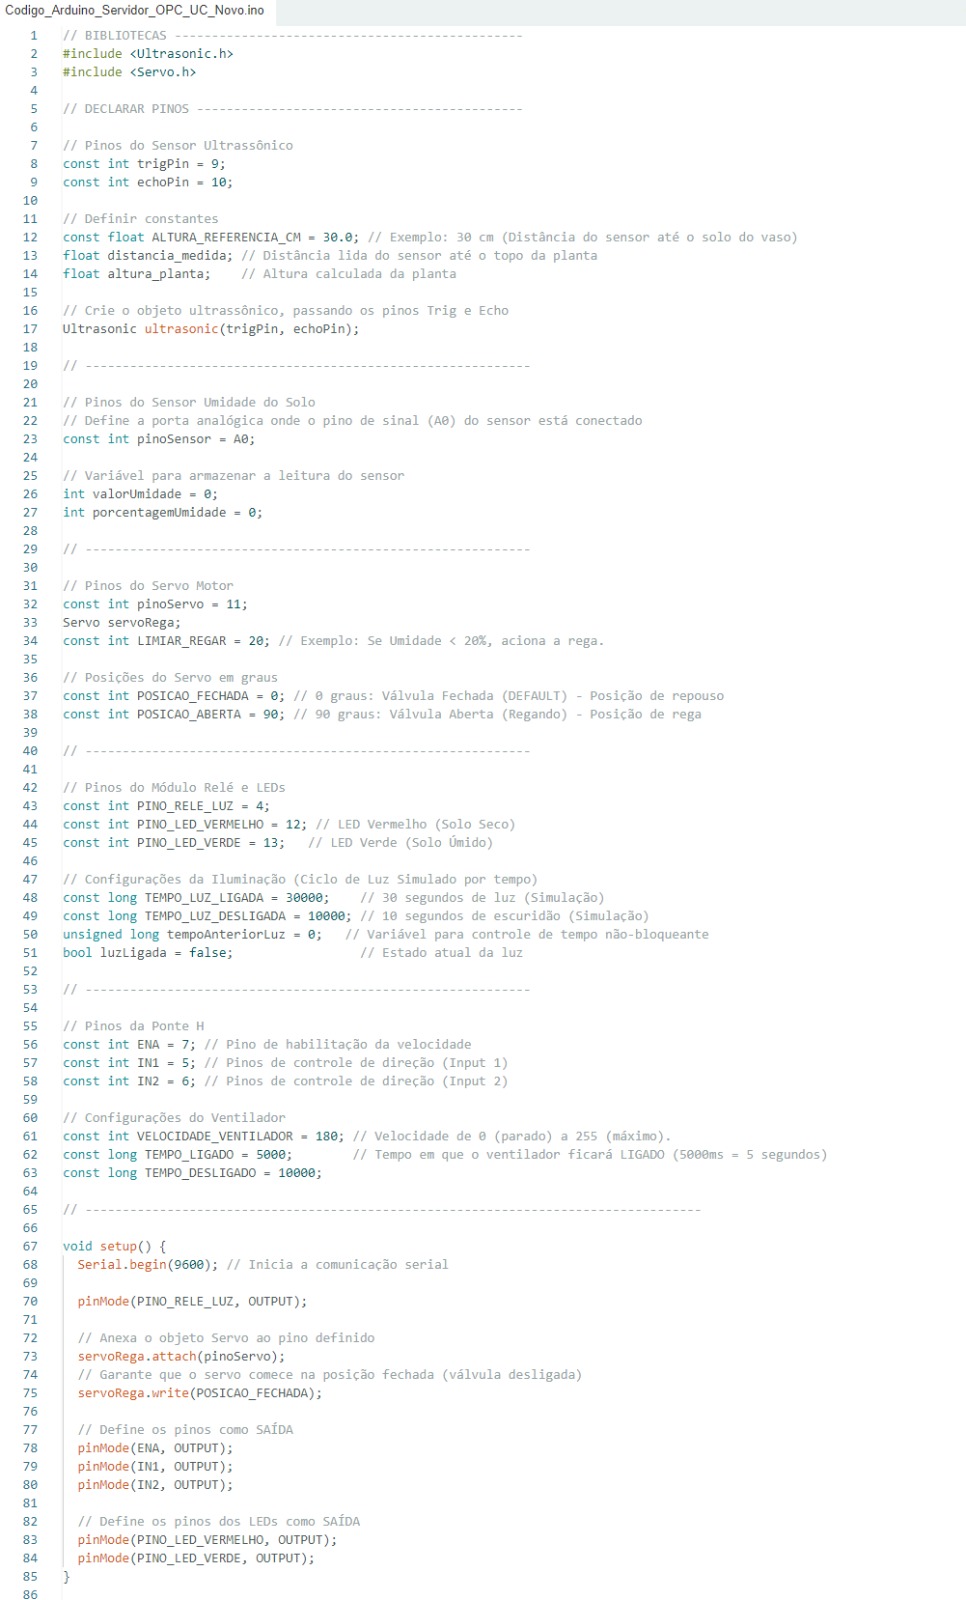 Codigo_Arduino_Servidor_OPC_UC_Novo.ino
1 // BIBLIOTECAS -----------------------------------------------
2 #include <Ultrasonic.h>
3 #include <Servo.h>
4
5 // DECLARAR PINOS --------------------------------------------
6
7 // Pinos do Sensor Ultrassônico
8 const int trigPin = 9;
9 const int echoPin = 10;
10
11 // Definir constantes
12 const float ALTURA_REFERENCIA_CM = 30.0; // Exemplo: 30 cm (Distância do sensor até o solo do vaso)
13 float distancia_medida; // Distância lida do sensor até o topo da planta
14 float altura_planta;    // Altura calculada da planta
15
16 // Crie o objeto ultrassônico, passando os pinos Trig e Echo
17 Ultrasonic ultrasonic(trigPin, echoPin);
18
19 // ------------------------------------------------------------
20
21 // Pinos do Sensor Umidade do Solo
22 // Define a porta analógica onde o pino de sinal (A0) do sensor está conectado
23 const int pinoSensor = A0;
24
25 // Variável para armazenar a leitura do sensor
26 int valorUmidade = 0;
27 int porcentagemUmidade = 0;
28
29 // ------------------------------------------------------------
30
31 // Pinos do Servo Motor
32 const int pinoServo = 11;
33 Servo servoRega;
34 const int LIMIAR_REGAR = 20; // Exemplo: Se Umidade < 20%, aciona a rega.
35
36 // Posições do Servo em graus
37 const int POSICAO_FECHADA = 0; // 0 graus: Válvula Fechada (DEFAULT) - Posição de repouso
38 const int POSICAO_ABERTA = 90; // 90 graus: Válvula Aberta (Regando) - Posição de rega
39
40 // ------------------------------------------------------------
41
42 // Pinos do Módulo Relé e LEDs
43 const int PINO_RELE_LUZ = 4;
44 const int PINO_LED_VERMELHO = 12; // LED Vermelho (Solo Seco)
45 const int PINO_LED_VERDE = 13;   // LED Verde (Solo Úmido)
46
47 // Configurações da Iluminação (Ciclo de Luz Simulado por tempo)
48 const long TEMPO_LUZ_LIGADA = 30000;    // 30 segundos de luz (Simulação)
49 const long TEMPO_LUZ_DESLIGADA = 10000; // 10 segundos de escuridão (Simulação)
50 unsigned long tempoAnteriorLuz = 0;   // Variável para controle de tempo não-bloqueante
51 bool luzLigada = false;                 // Estado atual da luz
52
53 // ------------------------------------------------------------
54
55 // Pinos da Ponte H
56 const int ENA = 7; // Pino de habilitação da velocidade
57 const int IN1 = 5; // Pinos de controle de direção (Input 1)
58 const int IN2 = 6; // Pinos de controle de direção (Input 2)
59
60 // Configurações do Ventilador
61 const int VELOCIDADE_VENTILADOR = 180; // Velocidade de 0 (parado) a 255 (máximo).
62 const long TEMPO_LIGADO = 5000;        // Tempo em que o ventilador ficará LIGADO (5000ms = 5 segundos)
63 const long TEMPO_DESLIGADO = 10000;
64
65 // -----------------------------------------------------------------------------------
66
67 void setup() {
68   Serial.begin(9600); // Inicia a comunicação serial
69
70   pinMode(PINO_RELE_LUZ, OUTPUT);
71
72   // Anexa o objeto Servo ao pino definido
73   servoRega.attach(pinoServo);
74   // Garante que o servo comece na posição fechada (válvula desligada)
75   servoRega.write(POSICAO_FECHADA);
76
77   // Define os pinos como SAÍDA
78   pinMode(ENA, OUTPUT);
79   pinMode(IN1, OUTPUT);
80   pinMode(IN2, OUTPUT);
81
82   // Define os pinos dos LEDs como SAÍDA
83   pinMode(PINO_LED_VERMELHO, OUTPUT);
84   pinMode(PINO_LED_VERDE, OUTPUT);
85 }
86